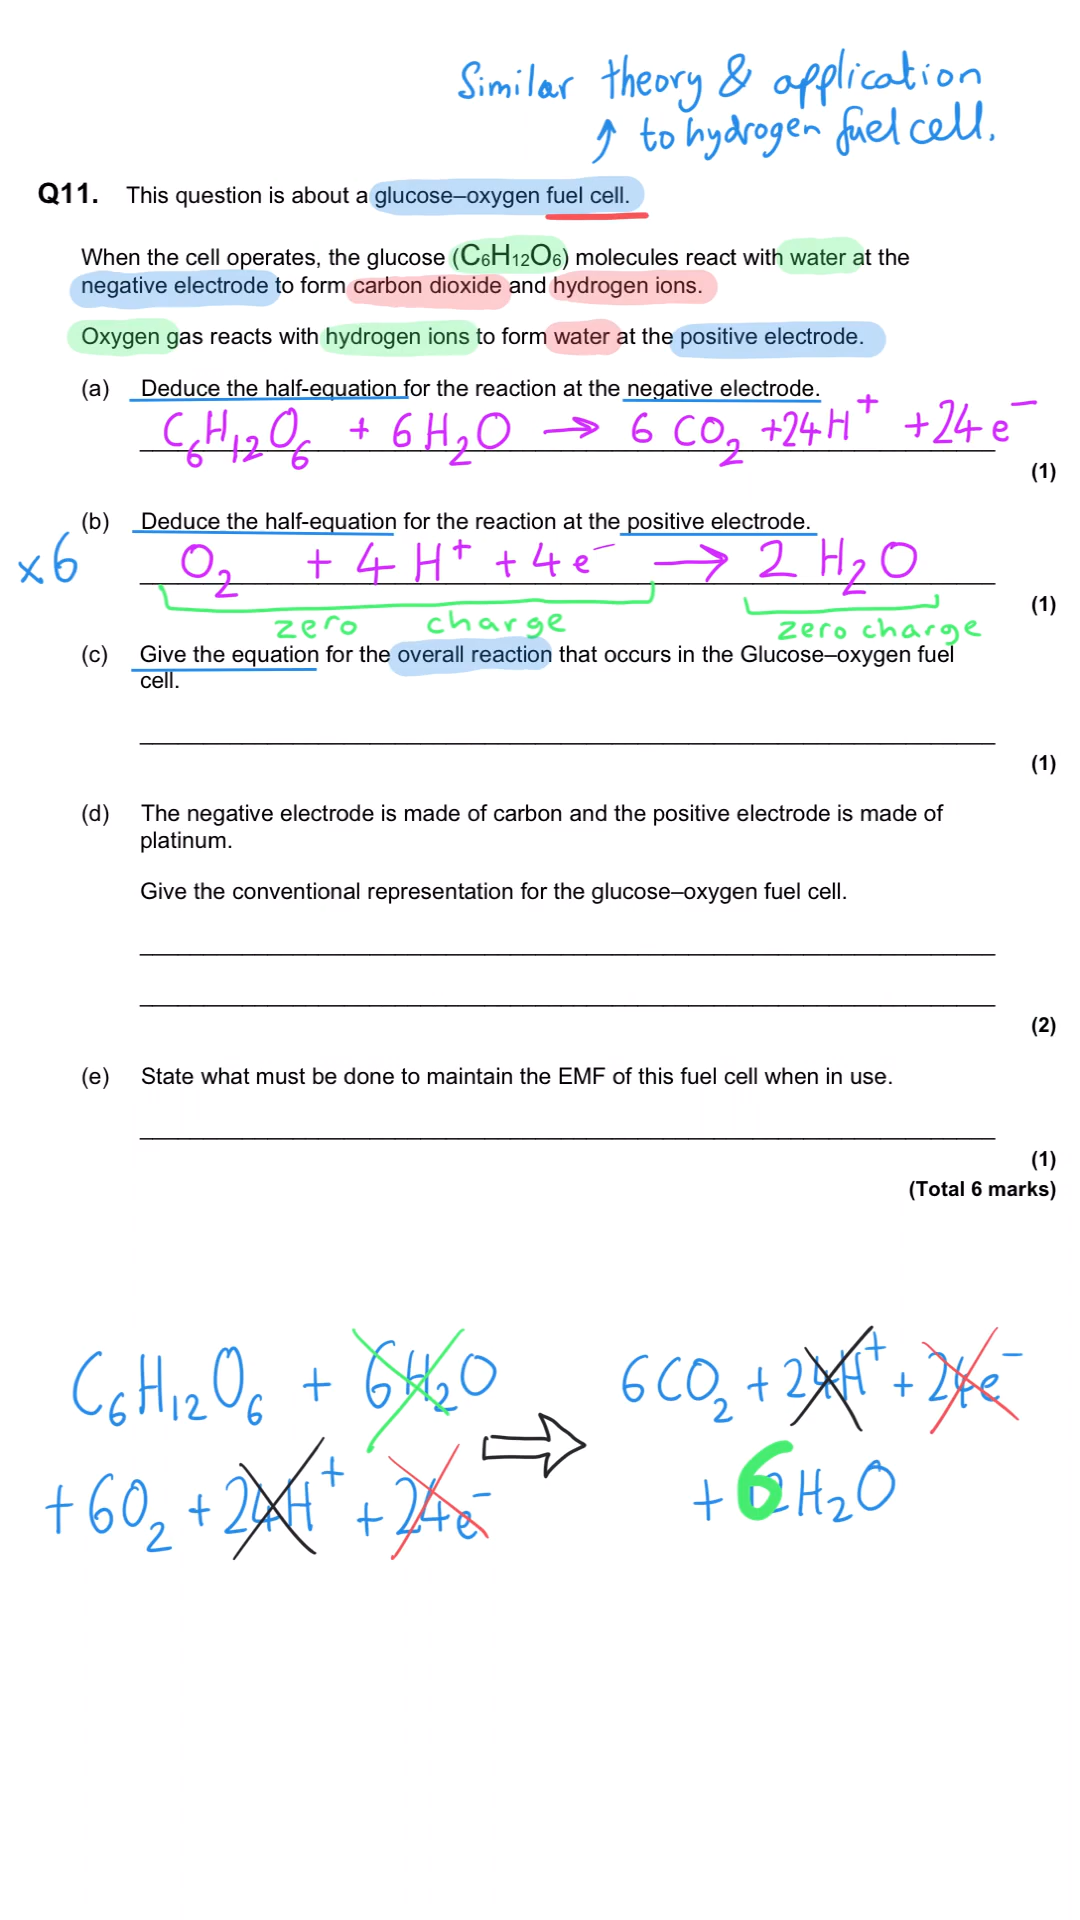 Similar theory & application
↑ to hydrogen fuel cell.
Q11. This question is about a glucose–oxygen fuel cell.
When the cell operates, the glucose (C₆H₁₂O₆) molecules react with water at the
negative electrode to form carbon dioxide and hydrogen ions.
Oxygen gas reacts with hydrogen ions to form water at the positive electrode.
(a) Deduce the half-equation for the reaction at the negative electrode.
C₆H₁₂O₆ + 6H₂O → 6CO₂ + 24H⁺ + 24e⁻
(1)
(b) Deduce the half-equation for the reaction at the positive electrode.
×6 O₂ + 4H⁺ + 4e⁻ → 2H₂O
(1)
zero charge zero charge
(c) Give the equation for the overall reaction that occurs in the Glucose–oxygen fuel
cell.
(1)
(d) The negative electrode is made of carbon and the positive electrode is made of
platinum.
Give the conventional representation for the glucose–oxygen fuel cell.
(2)
(e) State what must be done to maintain the EMF of this fuel cell when in use.
(1)
(Total 6 marks)
C₆H₁₂O₆ + 6H₂O ⇒ 6CO₂ + 24H⁺ + 24e⁻
+ 6O₂ + 24H⁺ + 24e⁻ + 6H₂O